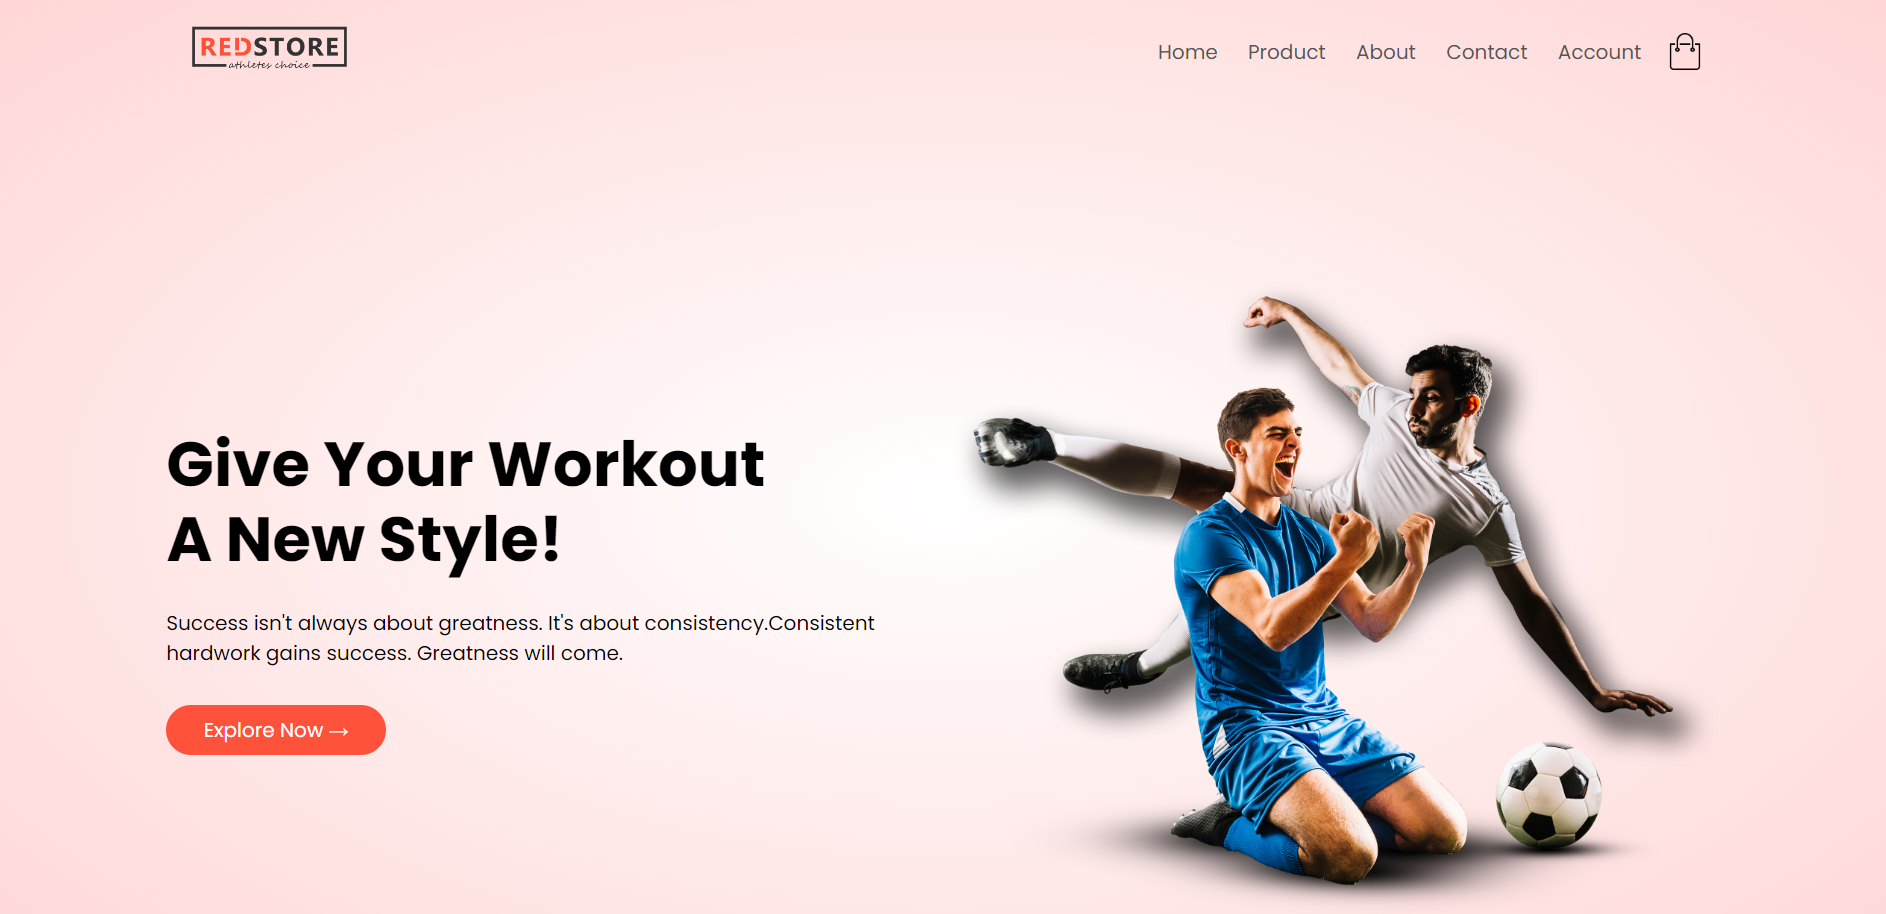 REDSTORE
athletes choice
Home Product About Contact Account
Give Your Workout
A New Style!
Success isn't always about greatness. It's about consistency.Consistent
hardwork gains success. Greatness will come.
Explore Now →